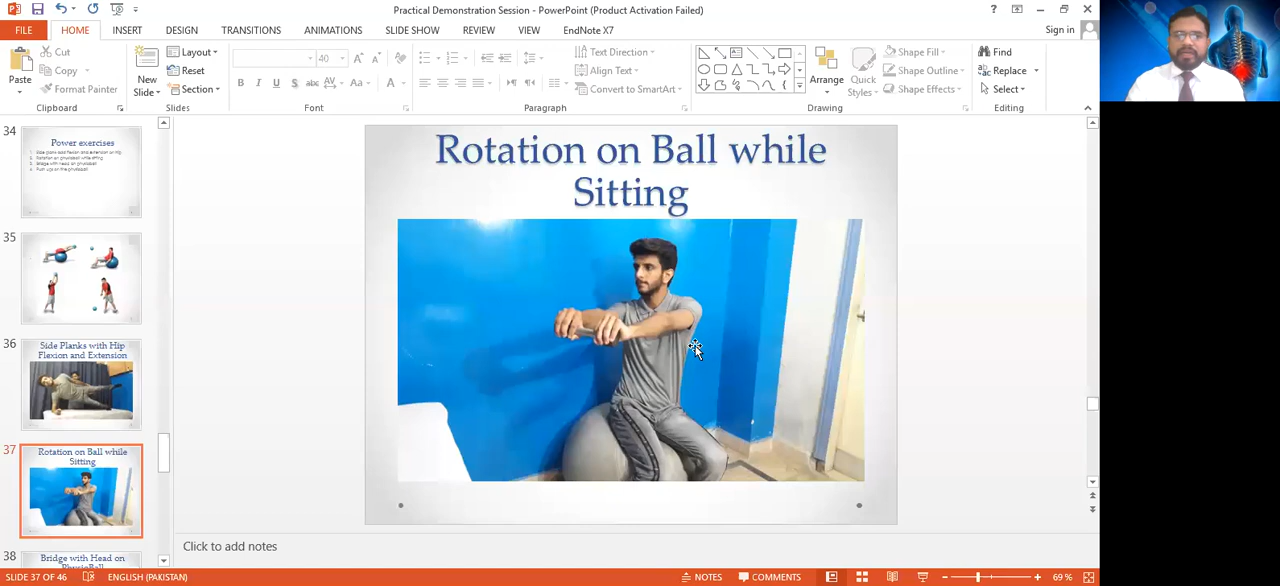 Practical Demonstration Session - PowerPoint (Product Activation Failed)
FILE HOME INSERT DESIGN TRANSITIONS ANIMATIONS SLIDE SHOW REVIEW VIEW EndNote X7 Sign in
Paste
Cut
Copy
Format Painter
New
Slide
Layout
Reset
Section
40
Text Direction
Align Text
Convert to SmartArt
Arrange
Quick
Styles
Shape Fill
Shape Outline
Shape Effects
Find
Replace
Select
Clipboard Slides Font Paragraph Drawing Editing
34
Power exercises
35
36
Side Planks with Hip
Flexion and Extension
37
Rotation on Ball while
Sitting
38
Bridge with Head on
Rotation on Ball while
Sitting
Click to add notes
SLIDE 37 OF 46 ENGLISH (PAKISTAN) NOTES COMMENTS 69 %